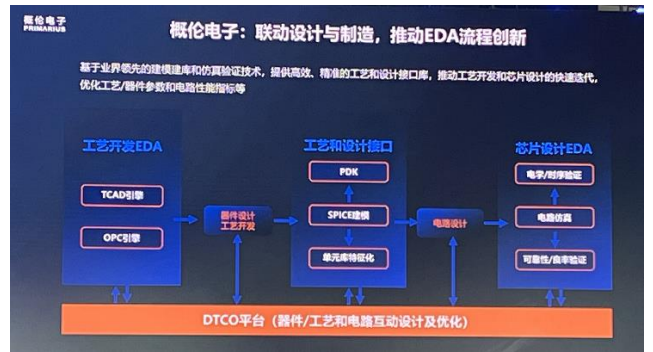 概伦电子
PRIMARIUS
概伦电子：联动设计与制造，推动EDA流程创新
基于业界领先的建模建库和仿真验证技术，提供高效、精准的工艺和设计接口库，推动工艺开发和芯片设计的快速迭代，
优化工艺/器件参数和电路性能指标等
工艺开发EDA
TCAD引擎
OPC引擎
器件设计
工艺开发
工艺和设计接口
PDK
SPICE建模
单元库特征化
电路设计
芯片设计EDA
电学/时序验证
电路仿真
可靠性/良率验证
DTCO平台（器件/工艺和电路互动设计及优化）